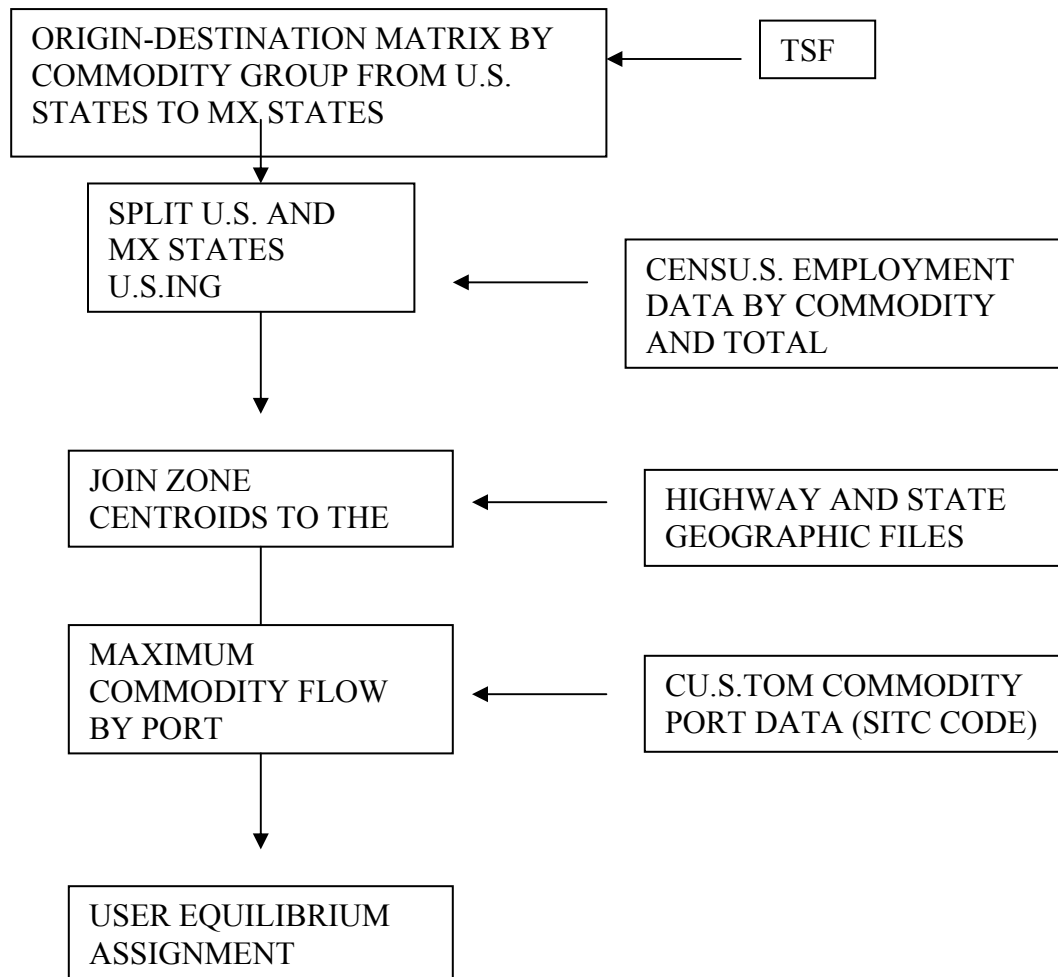 ORIGIN-DESTINATION MATRIX BY
COMMODITY GROUP FROM U.S.
STATES TO MX STATES
TSF
SPLIT U.S. AND
MX STATES
U.S.ING
CENSU.S. EMPLOYMENT
DATA BY COMMODITY
AND TOTAL
JOIN ZONE
CENTROIDS TO THE
HIGHWAY AND STATE
GEOGRAPHIC FILES
MAXIMUM
COMMODITY FLOW
BY PORT
CU.S.TOM COMMODITY
PORT DATA (SITC CODE)
USER EQUILIBRIUM
ASSIGNMENT